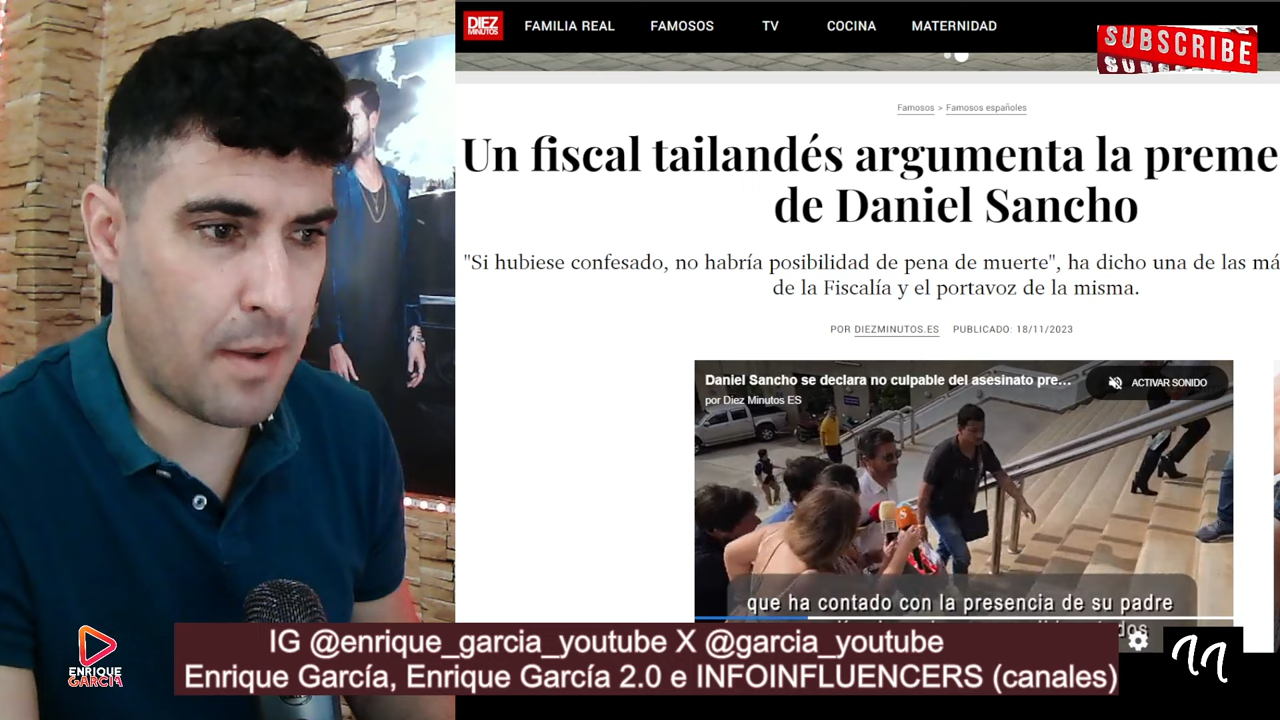 DIEZ
MINUTOS
FAMILIA REAL
FAMOSOS
TV
COCINA
MATERNIDAD
SUBSCRIBE
Famosos > Famosos españoles
Un fiscal tailandés argumenta la preme
de Daniel Sancho
"Si hubiese confesado, no habría posibilidad de pena de muerte", ha dicho una de las má
de la Fiscalía y el portavoz de la misma.
POR DIEZMINUTOS.ES PUBLICADO: 18/11/2023
Daniel Sancho se declara no culpable del asesinato pre...
ACTIVAR SONIDO
por Diez Minutos ES
que ha contado con la presencia de su padre
IG @enrique_garcia_youtube X @garcia_youtube
Enrique García, Enrique García 2.0 e INFOINFLUENCERS (canales)
ENRIQUE
GARCÍA